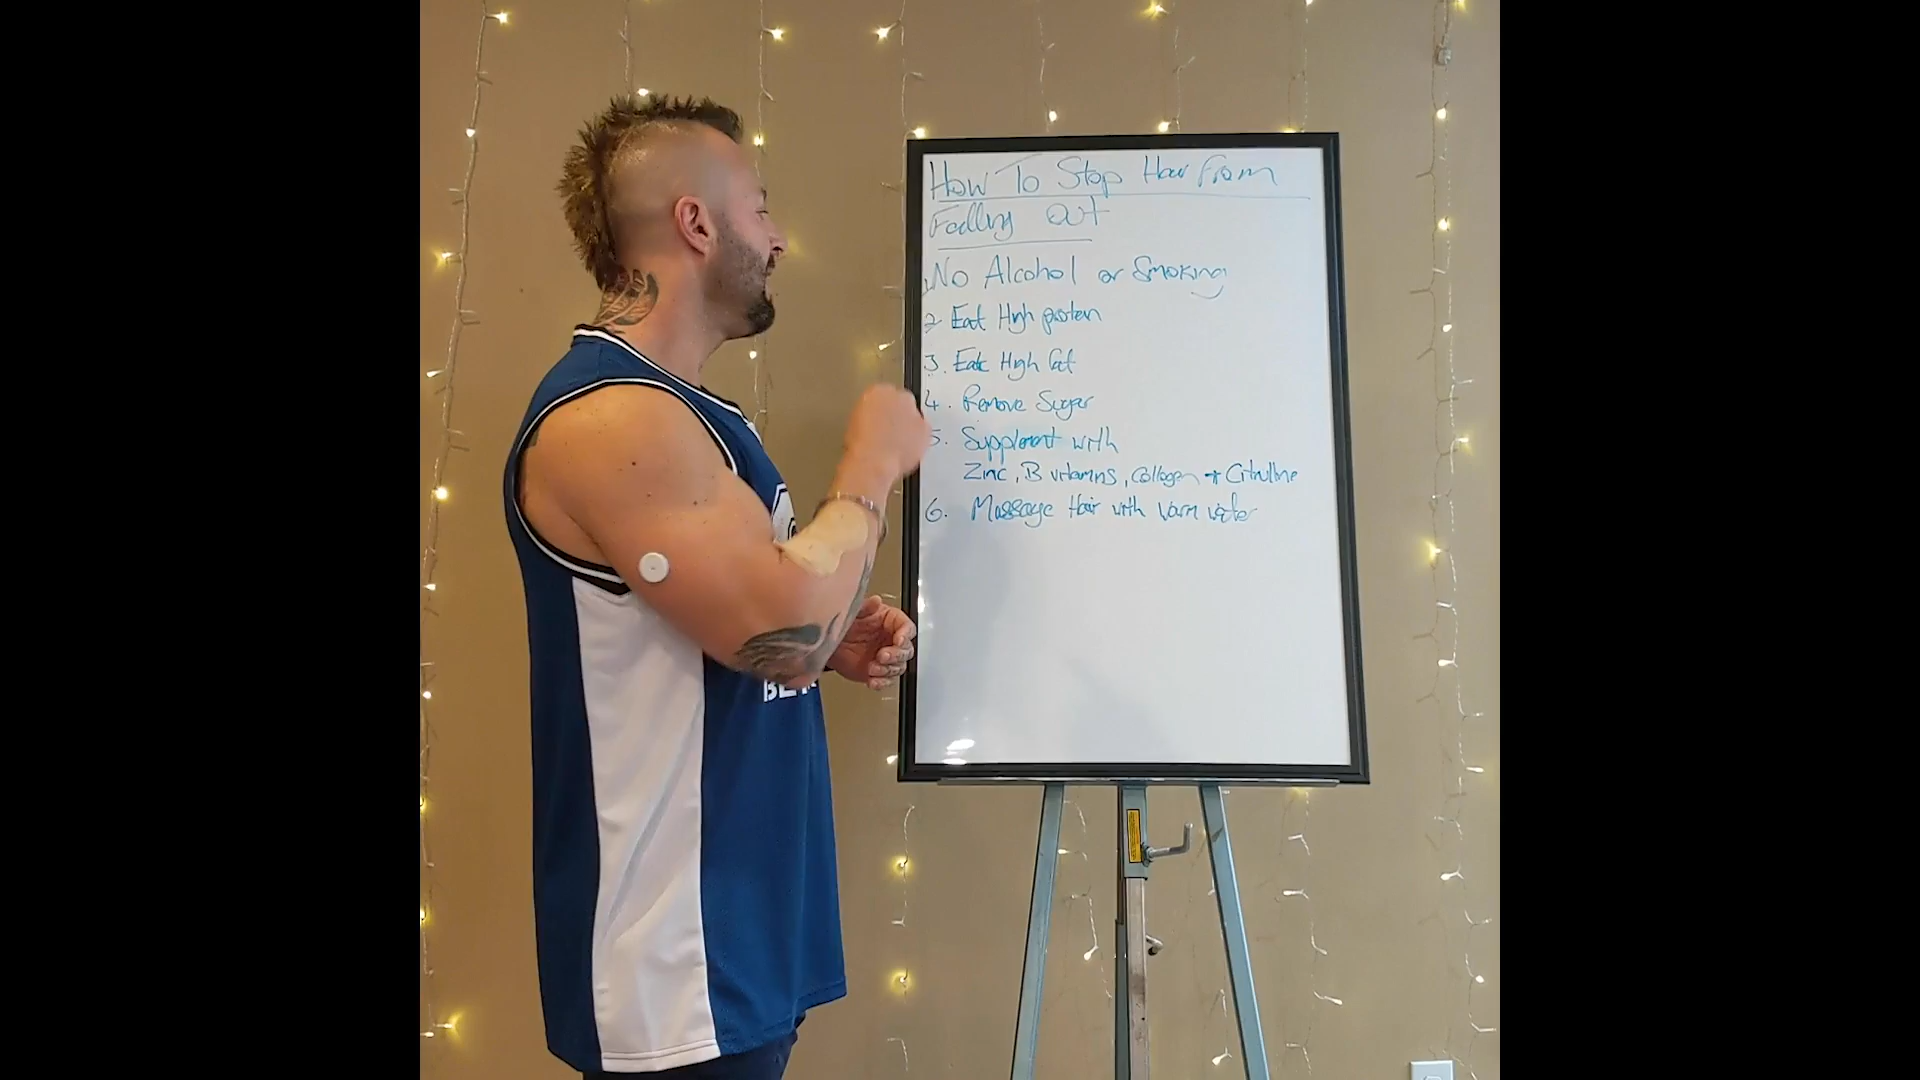 How To Stop Hair From
Falling Out
1. No Alcohol or Smoking
2 Eat High protein
3. Eat High fat
4. Remove Sugar
5. Supplement with
Zinc, B vitamins, Collagen + Citrulline
6. Massage Hair with Warm water